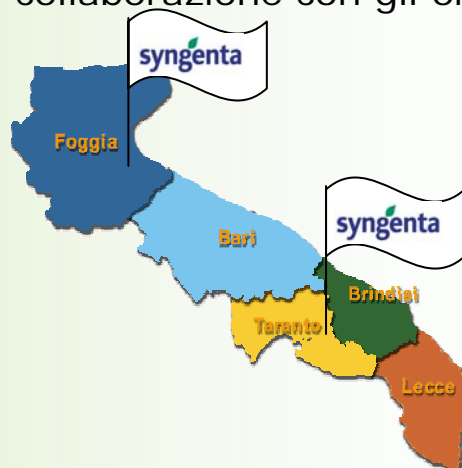 collaborazione con gli
syngenta
Foggia
syngenta
Bari
Brindisi
Taranto
Lecce